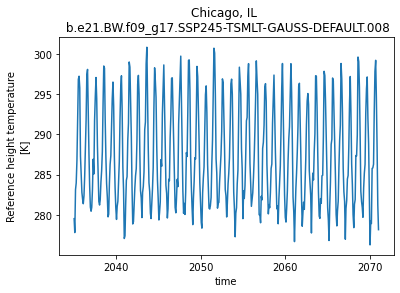 Chicago, IL
b.e21.BW.f09_g17.SSP245-TSMLT-GAUSS-DEFAULT.008
Reference height temperature
[K]
300
295
290
285
280
2040
2050
2060
2070
time